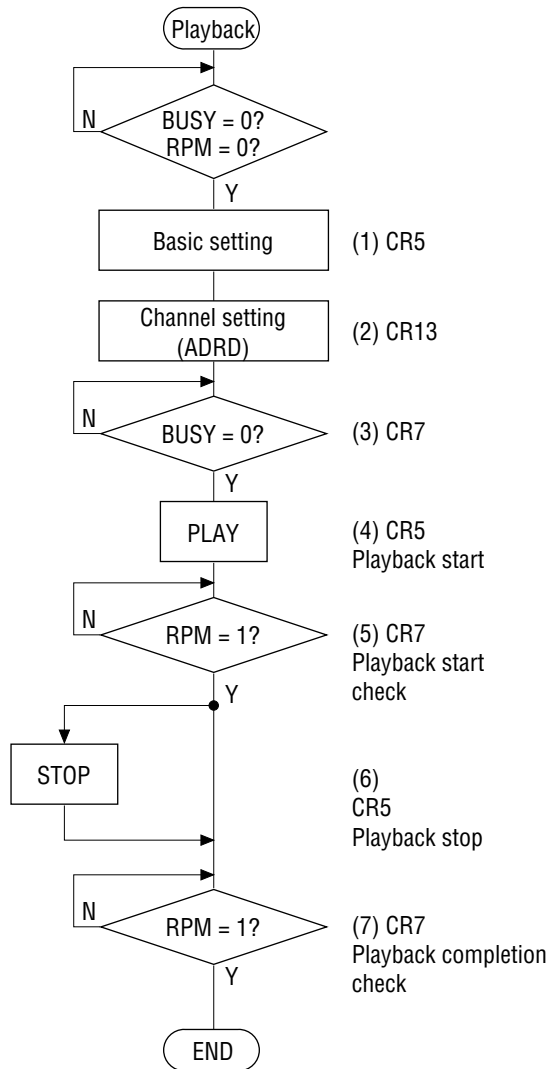 Playback
N
BUSY = 0?
RPM = 0?
Y
Basic setting
(1) CR5
Channel setting
(ADRD)
(2) CR13
N
BUSY = 0?
(3) CR7
Y
PLAY
(4) CR5
Playback start
N
RPM = 1?
(5) CR7
Playback start
check
Y
STOP
(6)
CR5
Playback stop
N
RPM = 1?
(7) CR7
Playback completion
check
Y
END